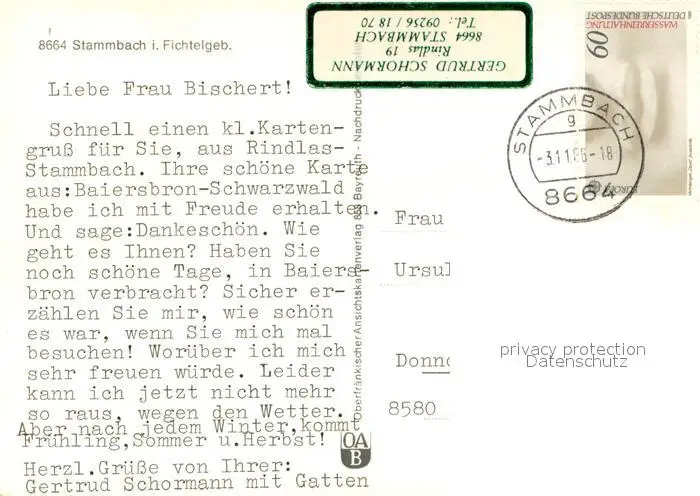 8664 Stammbach i. Fichtelgeb.
GERTRUD SCHORMANN
Rindlas 19
8664 STAMMBACH
Tel.: 09256 / 18 70
60
DEUTSCHE BUNDESPOST
WASSERREINHALTUNG
EUROPA
STAMMBACH
g
-3.11.86-18
8664
Liebe Frau Bischert!
Schnell einen kl.Karten-
gruß für Sie, aus Rindlas-
Stammbach. Ihre schöne Karte
aus:Baiersbron-Schwarzwald
habe ich mit Freude erhalten.
Und sage:Dankeschön. Wie
geht es Ihnen? Haben Sie
noch schöne Tage, in Baiers-
bron verbracht? Sicher er-
zählen Sie mir, wie schön
es war, wenn Sie mich mal
besuchen! Worüber ich mich
sehr freuen würde. Leider
kann ich jetzt nicht mehr
so raus, wegen den Wetter.
Aber nach jedem Winter,kommt
Frühling,Sommer u.Herbst!
Herzl.Grüße von Ihrer:
Gertrud Schormann mit Gatten
Oberfränkischer Ansichtskartenverlag Bayreuth - Nachdruck
OA
B
Frau
Ursul
Donn
8580
privacy protection
Datenschutz